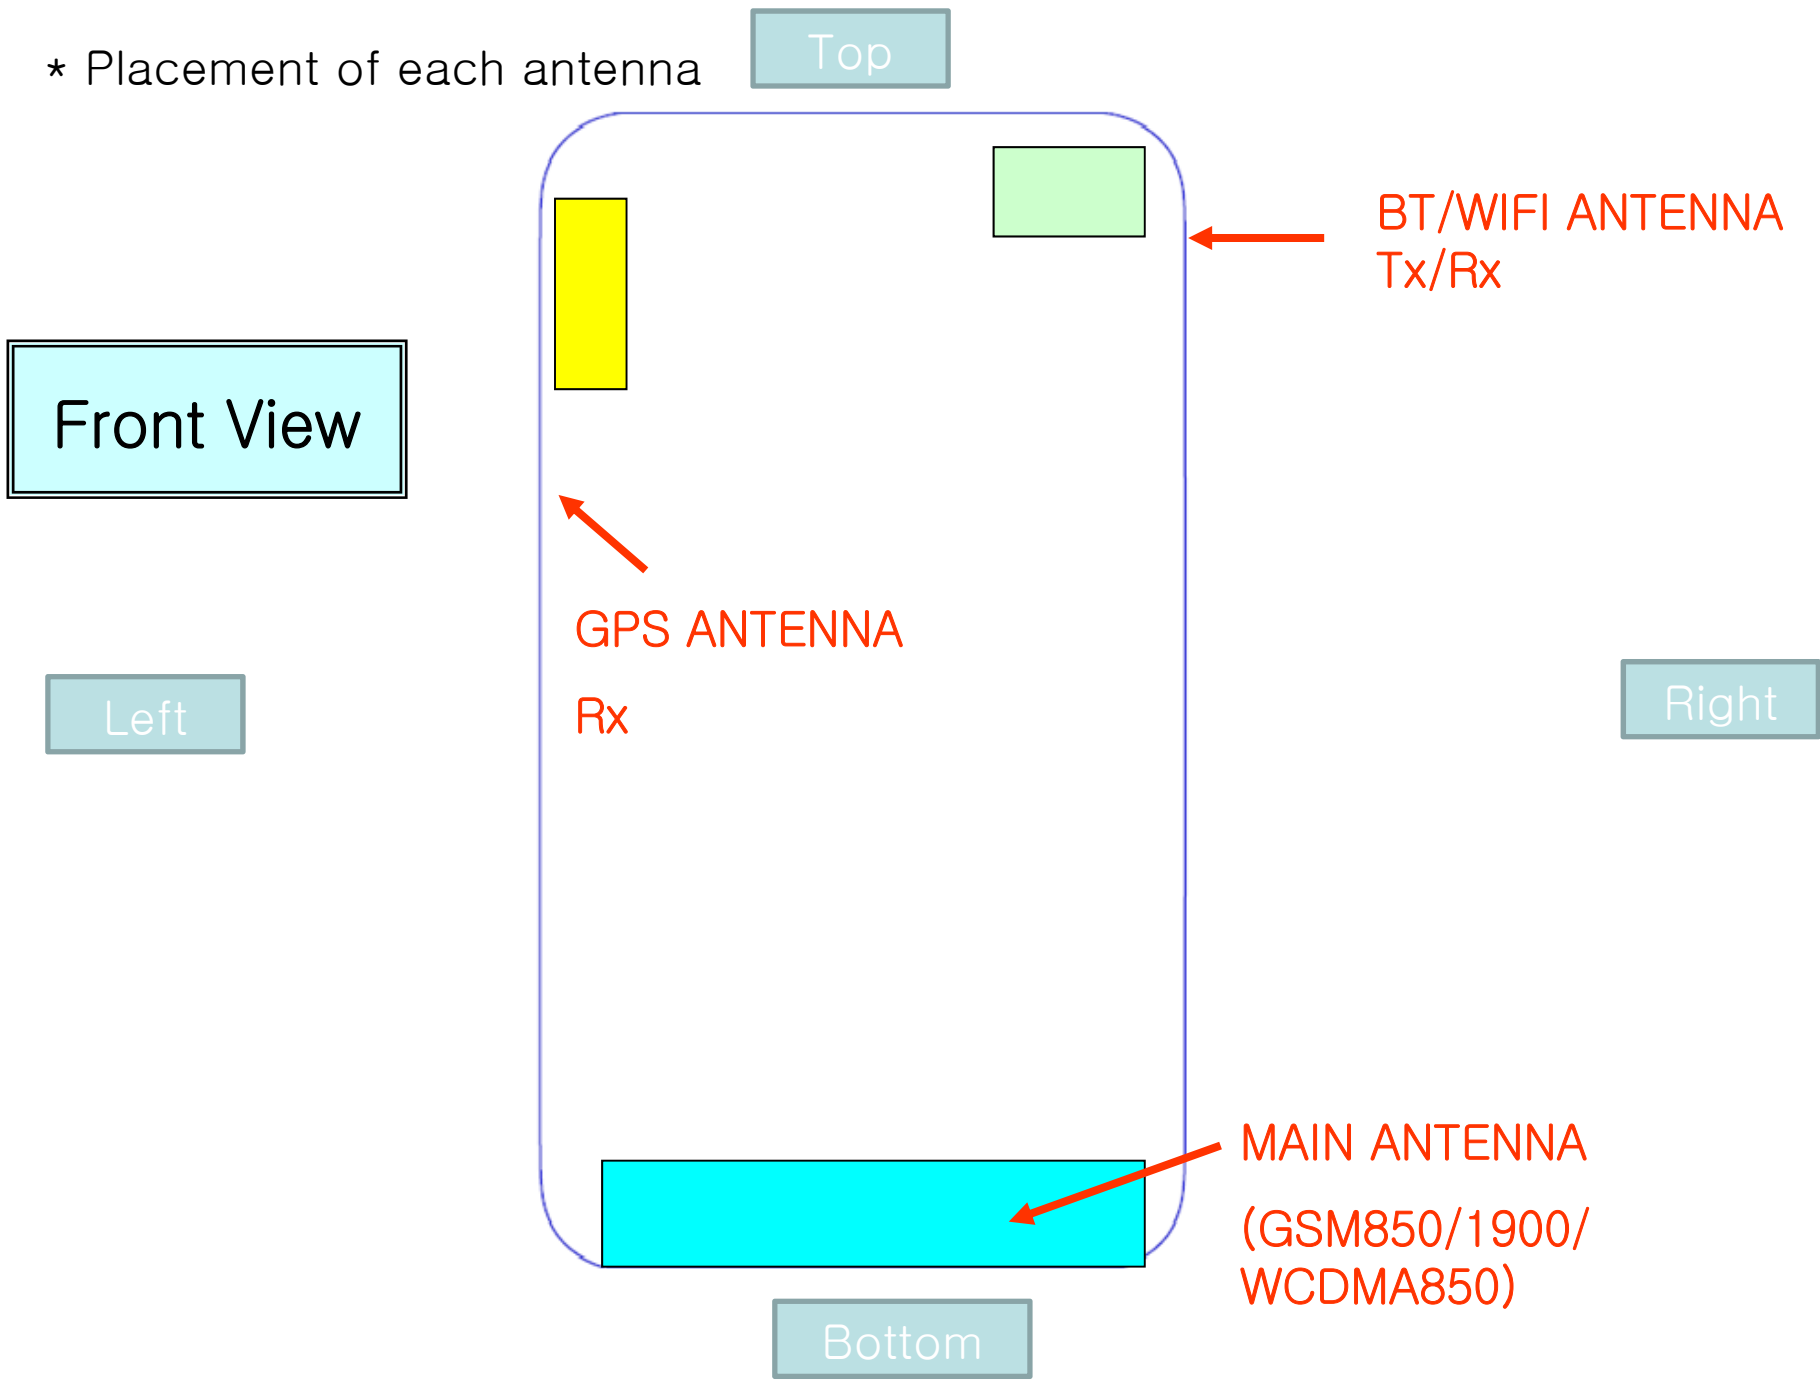 Top
* Placement of each antenna
BT/WIFI ANTENNA
Tx/Rx
Front View
GPS ANTENNA
Rx
Left
Right
MAIN ANTENNA
(GSM850/1900/
WCDMA850)
Bottom